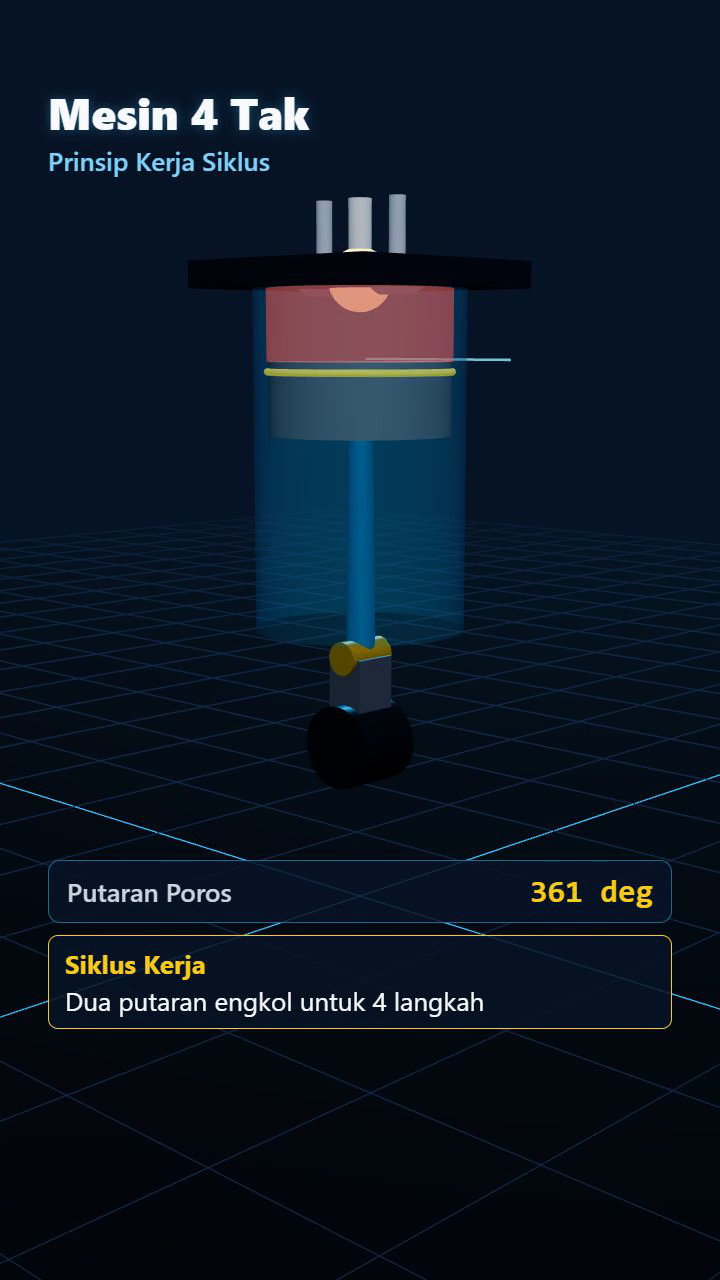 Mesin 4 Tak
Prinsip Kerja Siklus
Putaran Poros 361 deg
Siklus Kerja
Dua putaran engkol untuk 4 langkah